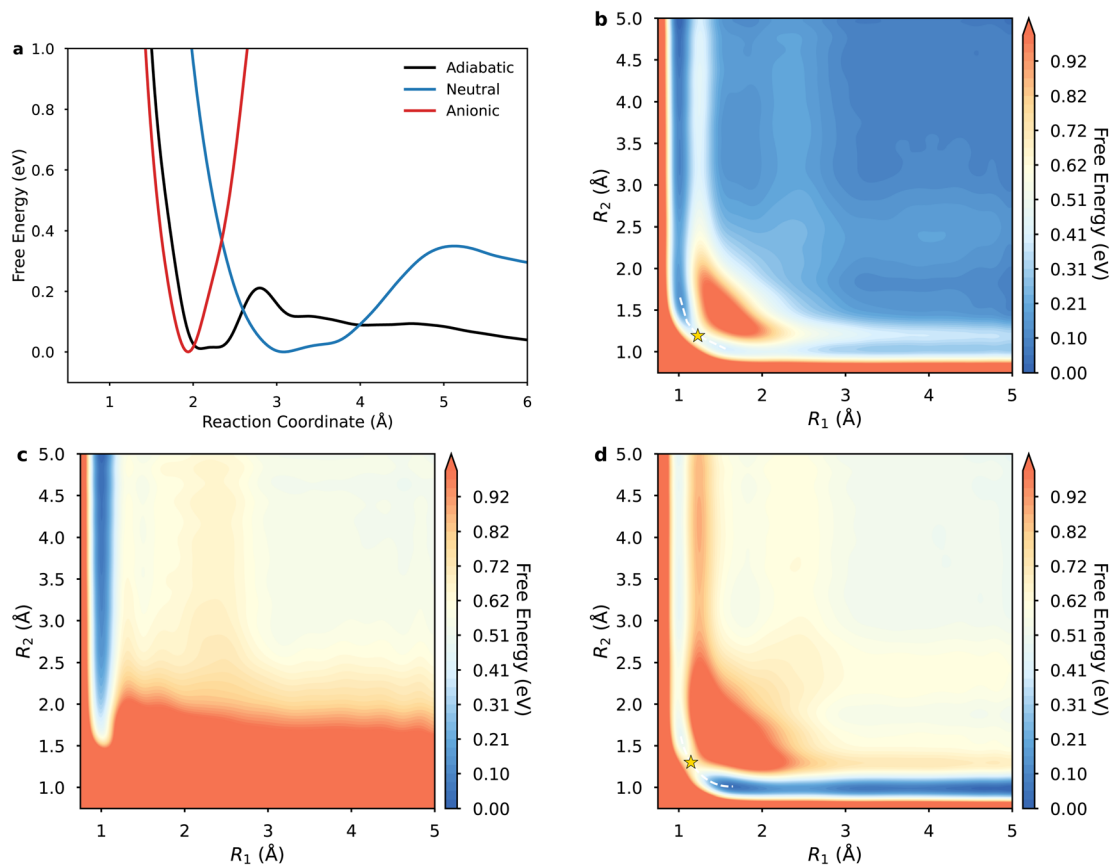 a
1.0
0.8
0.6
0.4
0.2
0.0
Free Energy (eV)
Adiabatic
Neutral
Anionic
1 2 3 4 5 6
Reaction Coordinate (Å)
b
5.0
4.5
4.0
3.5
3.0
2.5
2.0
1.5
1.0
R₂ (Å)
1 2 3 4 5
R₁ (Å)
0.92
0.82
0.72
0.62
0.51
0.41
0.31
0.21
0.10
0.00
Free Energy (eV)
c
5.0
4.5
4.0
3.5
3.0
2.5
2.0
1.5
1.0
R₂ (Å)
1 2 3 4 5
R₁ (Å)
0.92
0.82
0.72
0.62
0.51
0.41
0.31
0.21
0.10
0.00
Free Energy (eV)
d
5.0
4.5
4.0
3.5
3.0
2.5
2.0
1.5
1.0
R₂ (Å)
1 2 3 4 5
R₁ (Å)
0.92
0.82
0.72
0.62
0.51
0.41
0.31
0.21
0.10
0.00
Free Energy (eV)